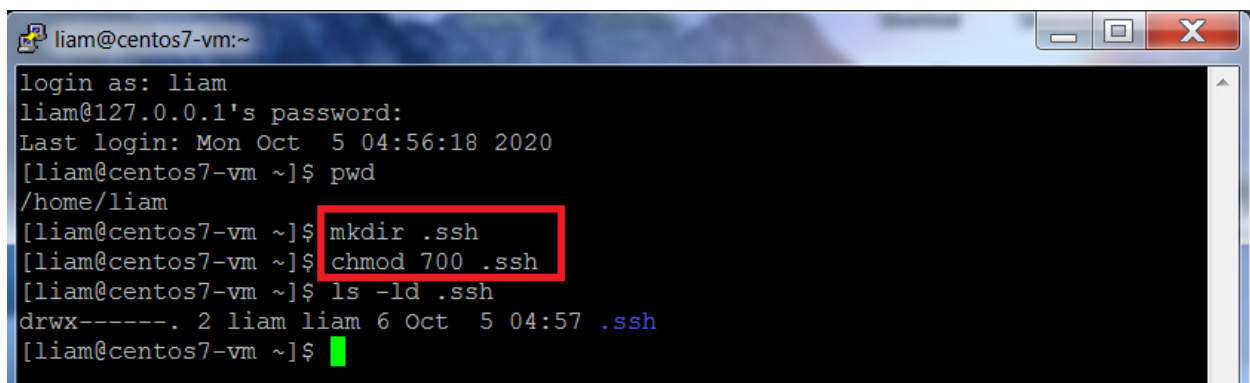 liam@centos7-vm:~
login as: liam
liam@127.0.0.1's password:
Last login: Mon Oct  5 04:56:18 2020
[liam@centos7-vm ~]$ pwd
/home/liam
[liam@centos7-vm ~]$ mkdir .ssh
[liam@centos7-vm ~]$ chmod 700 .ssh
[liam@centos7-vm ~]$ ls -ld .ssh
drwx------. 2 liam liam 6 Oct  5 04:57 .ssh
[liam@centos7-vm ~]$